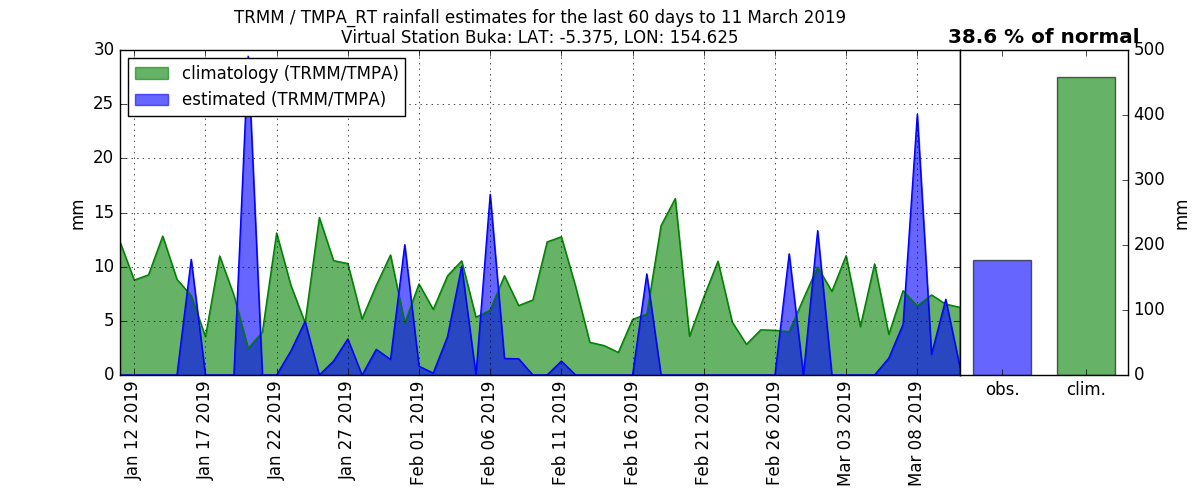 TRMM / TMPA_RT rainfall estimates for the last 60 days to 11 March 2019
Virtual Station Buka: LAT: -5.375, LON: 154.625
38.6 % of normal
climatology (TRMM/TMPA)
estimated (TRMM/TMPA)
30
25
20
15
10
5
0
mm
Jan 12 2019
Jan 17 2019
Jan 22 2019
Jan 27 2019
Feb 01 2019
Feb 06 2019
Feb 11 2019
Feb 16 2019
Feb 21 2019
Feb 26 2019
Mar 03 2019
Mar 08 2019
obs.
clim.
500
400
300
200
100
0
mm